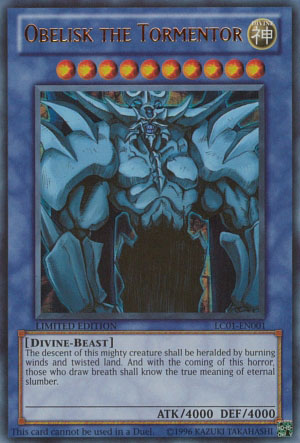 OBELISK THE TORMENTOR
DIVINE
神
LIMITED EDITION LC01-EN001
[DIVINE-BEAST]
The descent of this mighty creature shall be heralded by burning
winds and twisted land. And with the coming of this horror,
those who draw breath shall know the true meaning of eternal
slumber.
ATK/4000 DEF/4000
This card cannot be used in a Duel. ©1996 KAZUKI TAKAHASHI